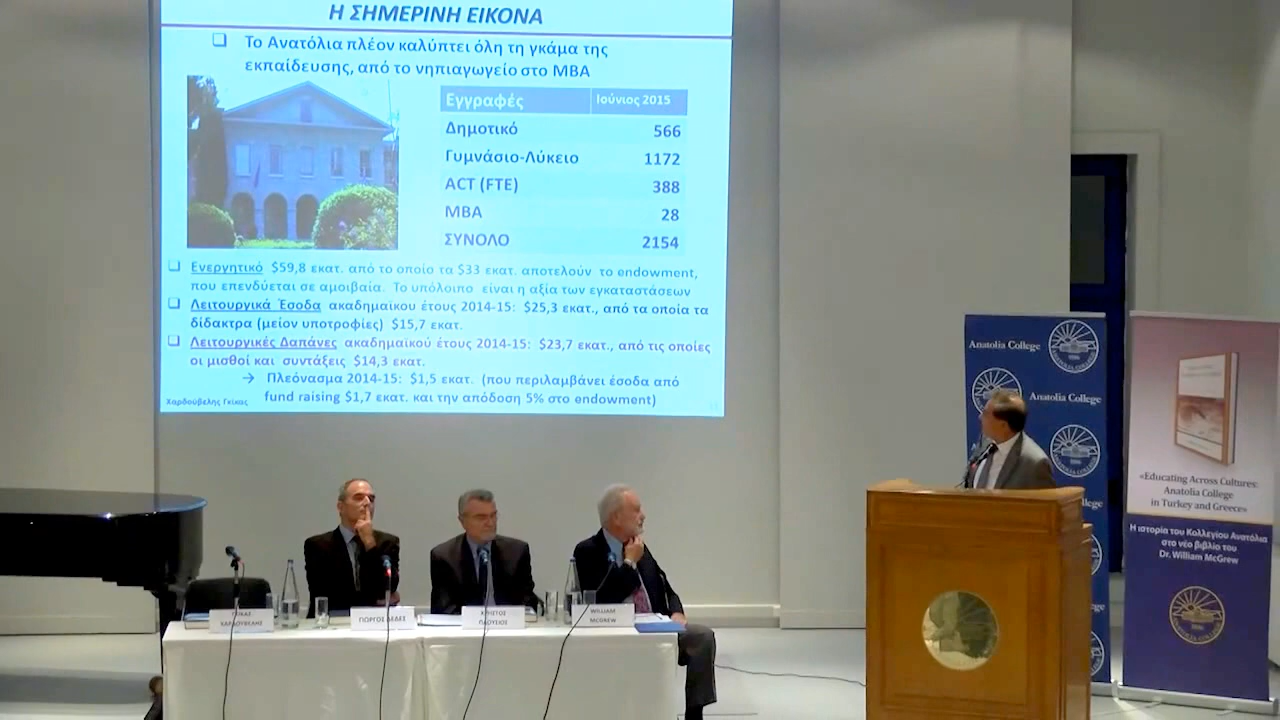 Η ΣΗΜΕΡΙΝΗ ΕΙΚΟΝΑ
Το Ανατόλια πλέον καλύπτει όλη τη γκάμα της
εκπαίδευσης, από το νηπιαγωγείο στο MBA
Εγγραφές Ιούνιος 2015
Δημοτικό 566
Γυμνάσιο-Λύκειο 1172
ACT (FTE) 388
MBA 28
ΣΥΝΟΛΟ 2154
Ενεργητικό $59,8 εκατ. από το οποίο τα $33 εκατ. αποτελούν το endowment,
που επενδύεται σε αμοιβαία. Το υπόλοιπο είναι η αξία των εγκαταστάσεων
Λειτουργικά Έσοδα ακαδημαϊκου έτους 2014-15: $25,3 εκατ., από τα οποία τα
δίδακτρα (μείον υποτροφίες) $15,7 εκατ.
Λειτουργικές Δαπάνες ακαδημαϊκού έτους 2014-15: $23,7 εκατ., από τις οποίες
οι μισθοί και συντάξεις $14,3 εκατ.
→ Πλεόνασμα 2014-15: $1,5 εκατ. (που περιλαμβάνει έσοδα από
fund raising $1,7 εκατ. και την απόδοση 5% στο endowment)
Χαρδούβελης Γκίκας
Anatolia College
Anatolia College
«Educating Across Cultures:
Anatolia College
in Turkey and Greece»
Η ιστορία του Κολλεγίου Ανατόλια
στο νέο βιβλίο του
Dr. William McGrew
ΓΚΙΚΑΣ
ΧΑΡΔΟΥΒΕΛΗΣ
ΓΙΩΡΓΟΣ ΔΕΔΕΣ
ΧΡΗΣΤΟΣ
ΠΛΟΥΣΙΟΣ
WILLIAM
MCGREW